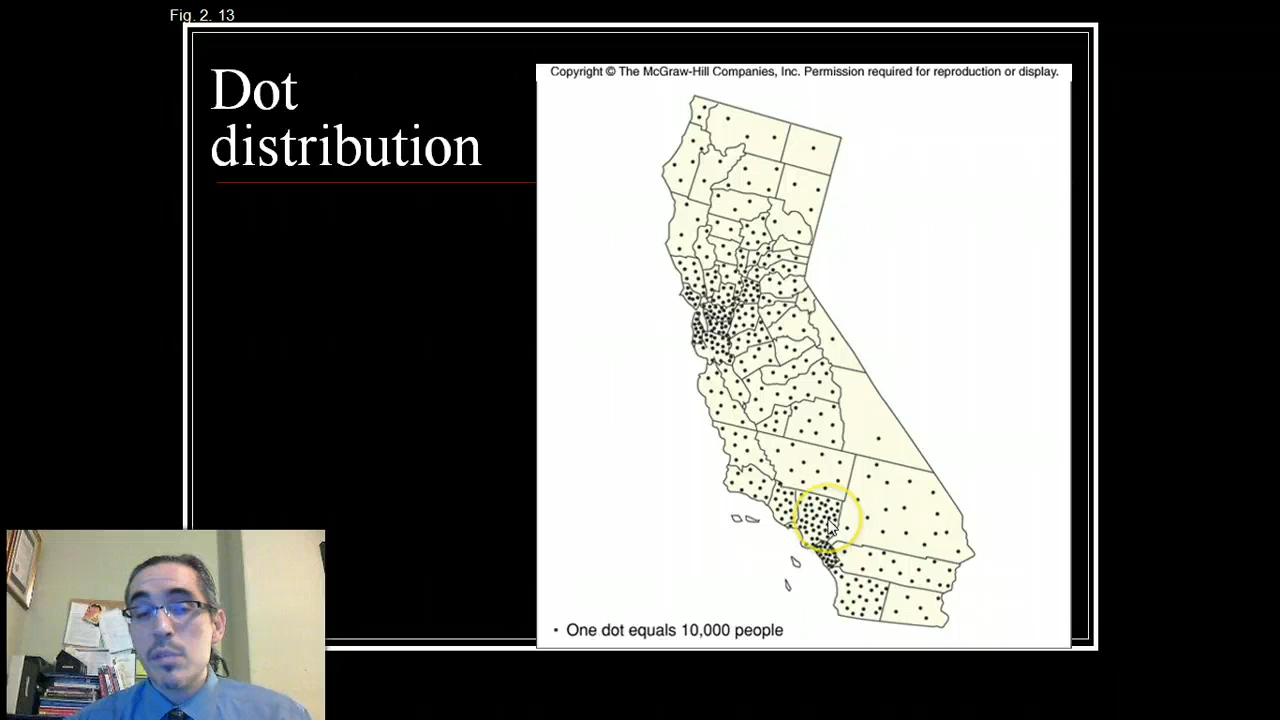 Fig. 2. 13
Dot
distribution
Copyright © The McGraw-Hill Companies, Inc. Permission required for reproduction or display.
• One dot equals 10,000 people